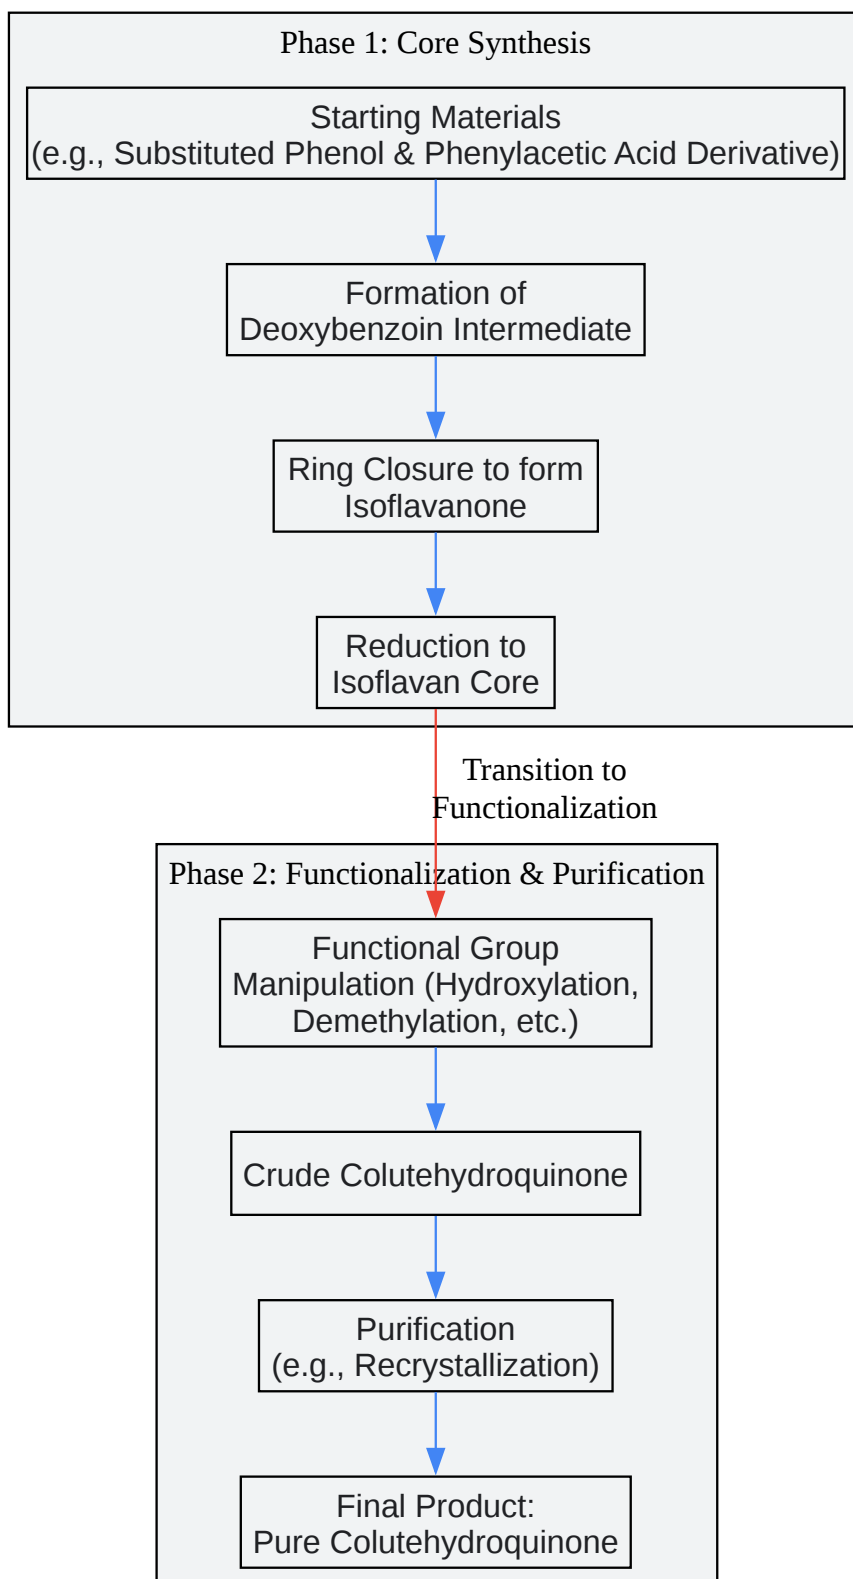 Phase 1: Core Synthesis
Starting Materials
(e.g., Substituted Phenol & Phenylacetic Acid Derivative)
Formation of
Deoxybenzoin Intermediate
Ring Closure to form
Isoflavanone
Reduction to
Isoflavan Core
Transition to
Functionalization
Phase 2: Functionalization & Purification
Functional Group
Manipulation (Hydroxylation,
Demethylation, etc.)
Crude Colutehydroquinone
Purification
(e.g., Recrystallization)
Final Product:
Pure Colutehydroquinone